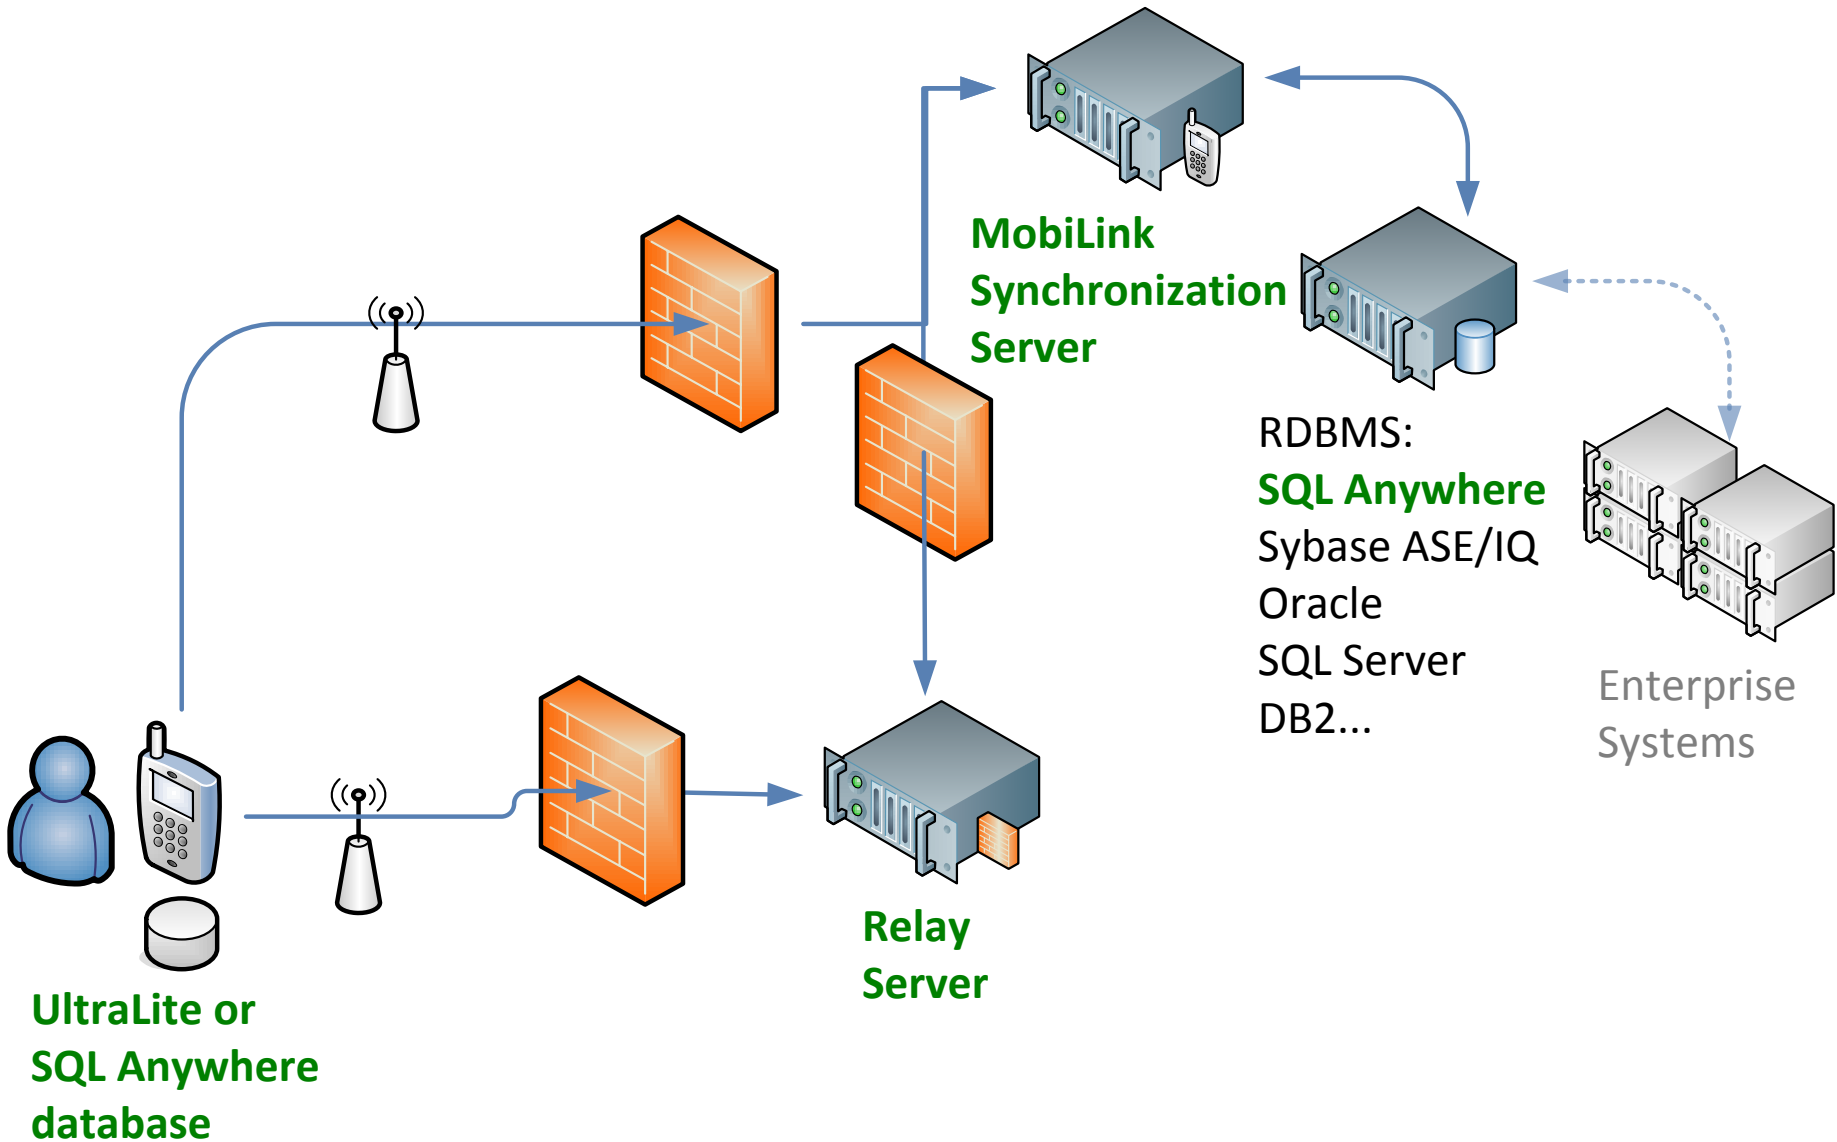 MobiLink
Synchronization
Server
RDBMS:
SQL Anywhere
Sybase ASE/IQ
Oracle
SQL Server
DB2...
Enterprise
Systems
Relay
Server
UltraLite or
SQL Anywhere
database